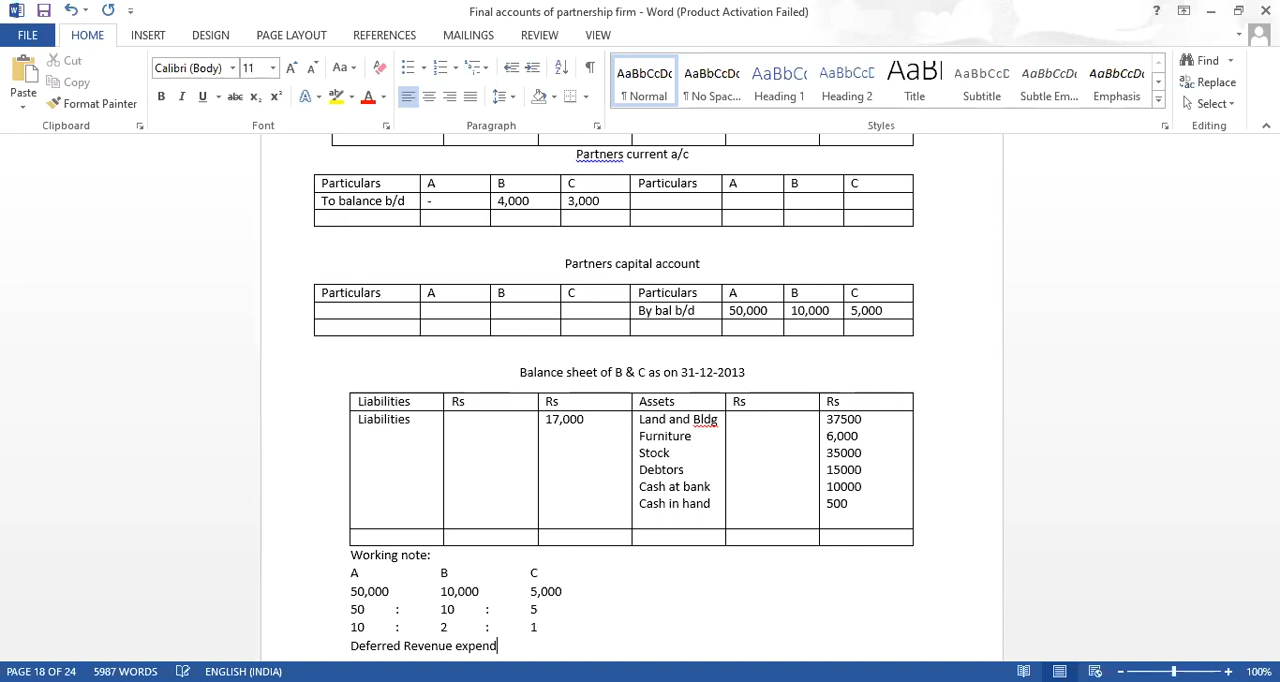 Final accounts of partnership firm - Word (Product Activation Failed)
FILE HOME INSERT DESIGN PAGE LAYOUT REFERENCES MAILINGS REVIEW VIEW
Cut
Copy
Format Painter
Paste
Clipboard
Calibri (Body) 11
Font
Paragraph
AaBbCcDc AaBbCcDc AaBbCc AaBbCcD AaBl AaBbCcD AaBbCcDc AaBbCcDc
¶ Normal ¶ No Spac... Heading 1 Heading 2 Title Subtitle Subtle Em... Emphasis
Styles
Find
Replace
Select
Editing
Partners current a/c
Particulars A B C Particulars A B C
To balance b/d - 4,000 3,000
Partners capital account
Particulars A B C Particulars A B C
By bal b/d 50,000 10,000 5,000
Balance sheet of B & C as on 31-12-2013
Liabilities Rs Rs Assets Rs Rs
Liabilities 17,000 Land and Bldg 37500
Furniture 6,000
Stock 35000
Debtors 15000
Cash at bank 10000
Cash in hand 500
Working note:
A B C
50,000 10,000 5,000
50 : 10 : 5
10 : 2 : 1
Deferred Revenue expend
PAGE 18 OF 24 5987 WORDS ENGLISH (INDIA) 100%